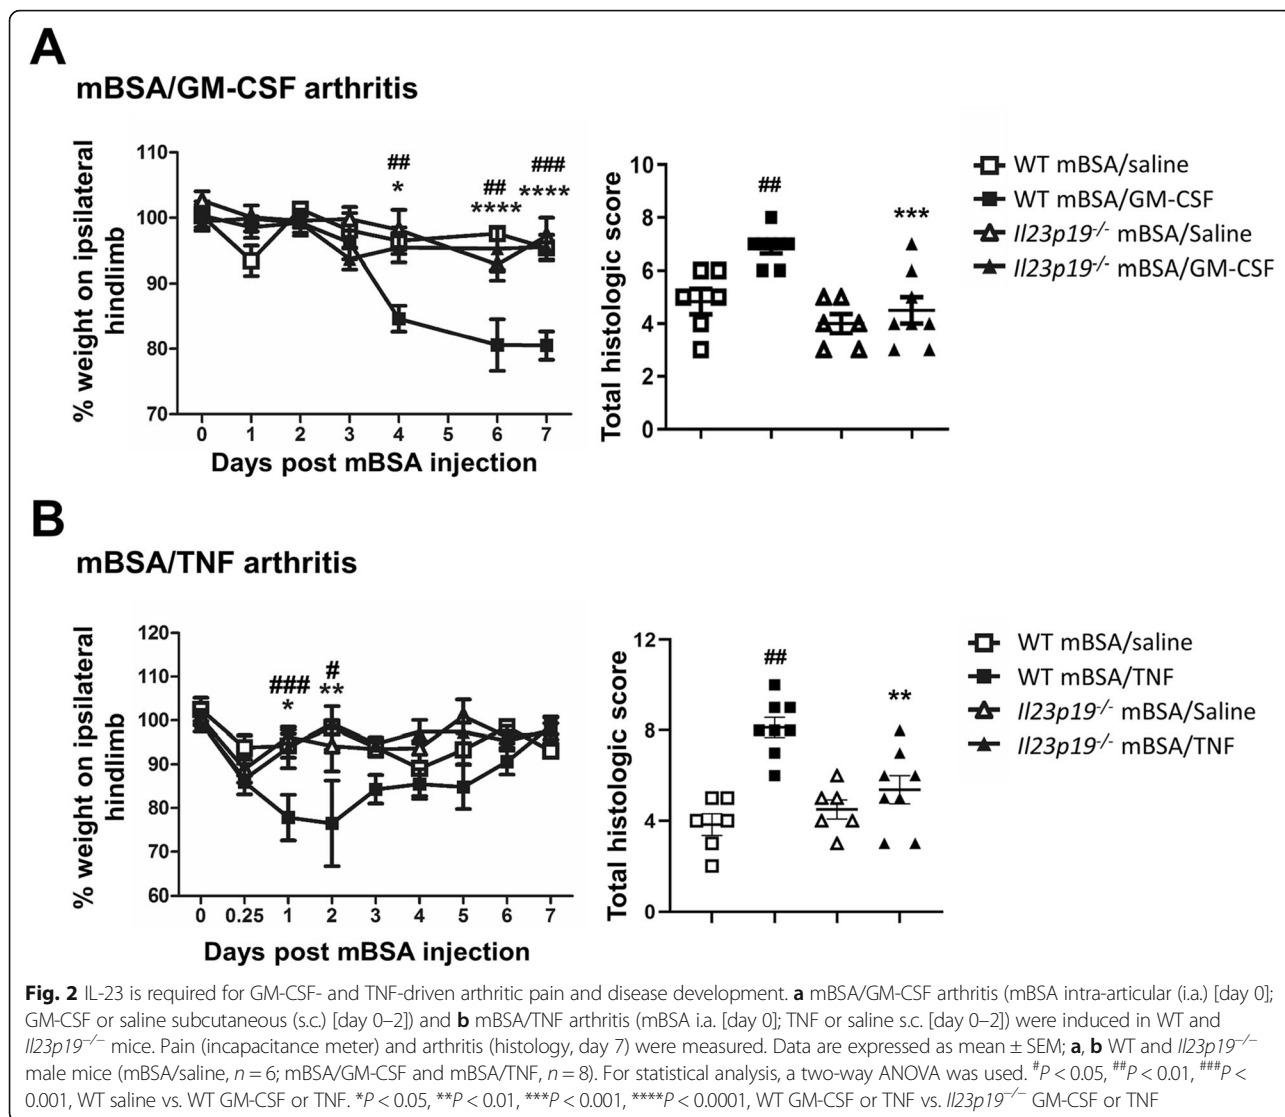 A
mBSA/GM-CSF arthritis
% weight on ipsilateral
hindlimb
110
100
90
80
70
##
*
##
****
###
****
0 1 2 3 4 5 6 7
Days post mBSA injection
Total histologic score
10
8
6
4
2
0
##
***
WT mBSA/saline
WT mBSA/GM-CSF
Il23p19-/- mBSA/Saline
Il23p19-/- mBSA/GM-CSF
B
mBSA/TNF arthritis
% weight on ipsilateral
hindlimb
120
110
100
90
80
70
60
###
*
#
**
0 0.25 1 2 3 4 5 6 7
Days post mBSA injection
Total histologic score
12
8
4
0
##
**
WT mBSA/saline
WT mBSA/TNF
Il23p19-/- mBSA/Saline
Il23p19-/- mBSA/TNF
Fig. 2 IL-23 is required for GM-CSF- and TNF-driven arthritic pain and disease development. a mBSA/GM-CSF arthritis (mBSA intra-articular (i.a.) [day 0];
GM-CSF or saline subcutaneous (s.c.) [day 0–2]) and b mBSA/TNF arthritis (mBSA i.a. [day 0]; TNF or saline s.c. [day 0–2]) were induced in WT and
Il23p19−/− mice. Pain (incapacitance meter) and arthritis (histology, day 7) were measured. Data are expressed as mean ± SEM; a, b WT and Il23p19−/−
male mice (mBSA/saline, n = 6; mBSA/GM-CSF and mBSA/TNF, n = 8). For statistical analysis, a two-way ANOVA was used. #P < 0.05, ##P < 0.01, ###P <
0.001, WT saline vs. WT GM-CSF or TNF. *P < 0.05, **P < 0.01, ***P < 0.001, ****P < 0.0001, WT GM-CSF or TNF vs. Il23p19−/− GM-CSF or TNF